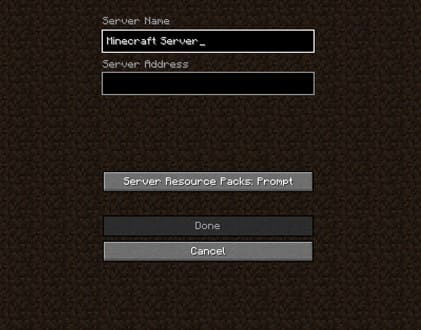 Server Name
Minecraft Server_
Server Address
Server Resource Packs: Prompt
Done
Cancel